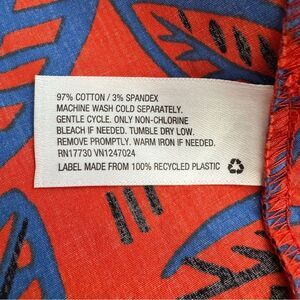 97% COTTON / 3% SPANDEX
MACHINE WASH COLD SEPARATELY.
GENTLE CYCLE. ONLY NON-CHLORINE
BLEACH IF NEEDED. TUMBLE DRY LOW.
REMOVE PROMPTLY. WARM IRON IF NEEDED.
RN17730 VN1247024
LABEL MADE FROM 100% RECYCLED PLASTIC